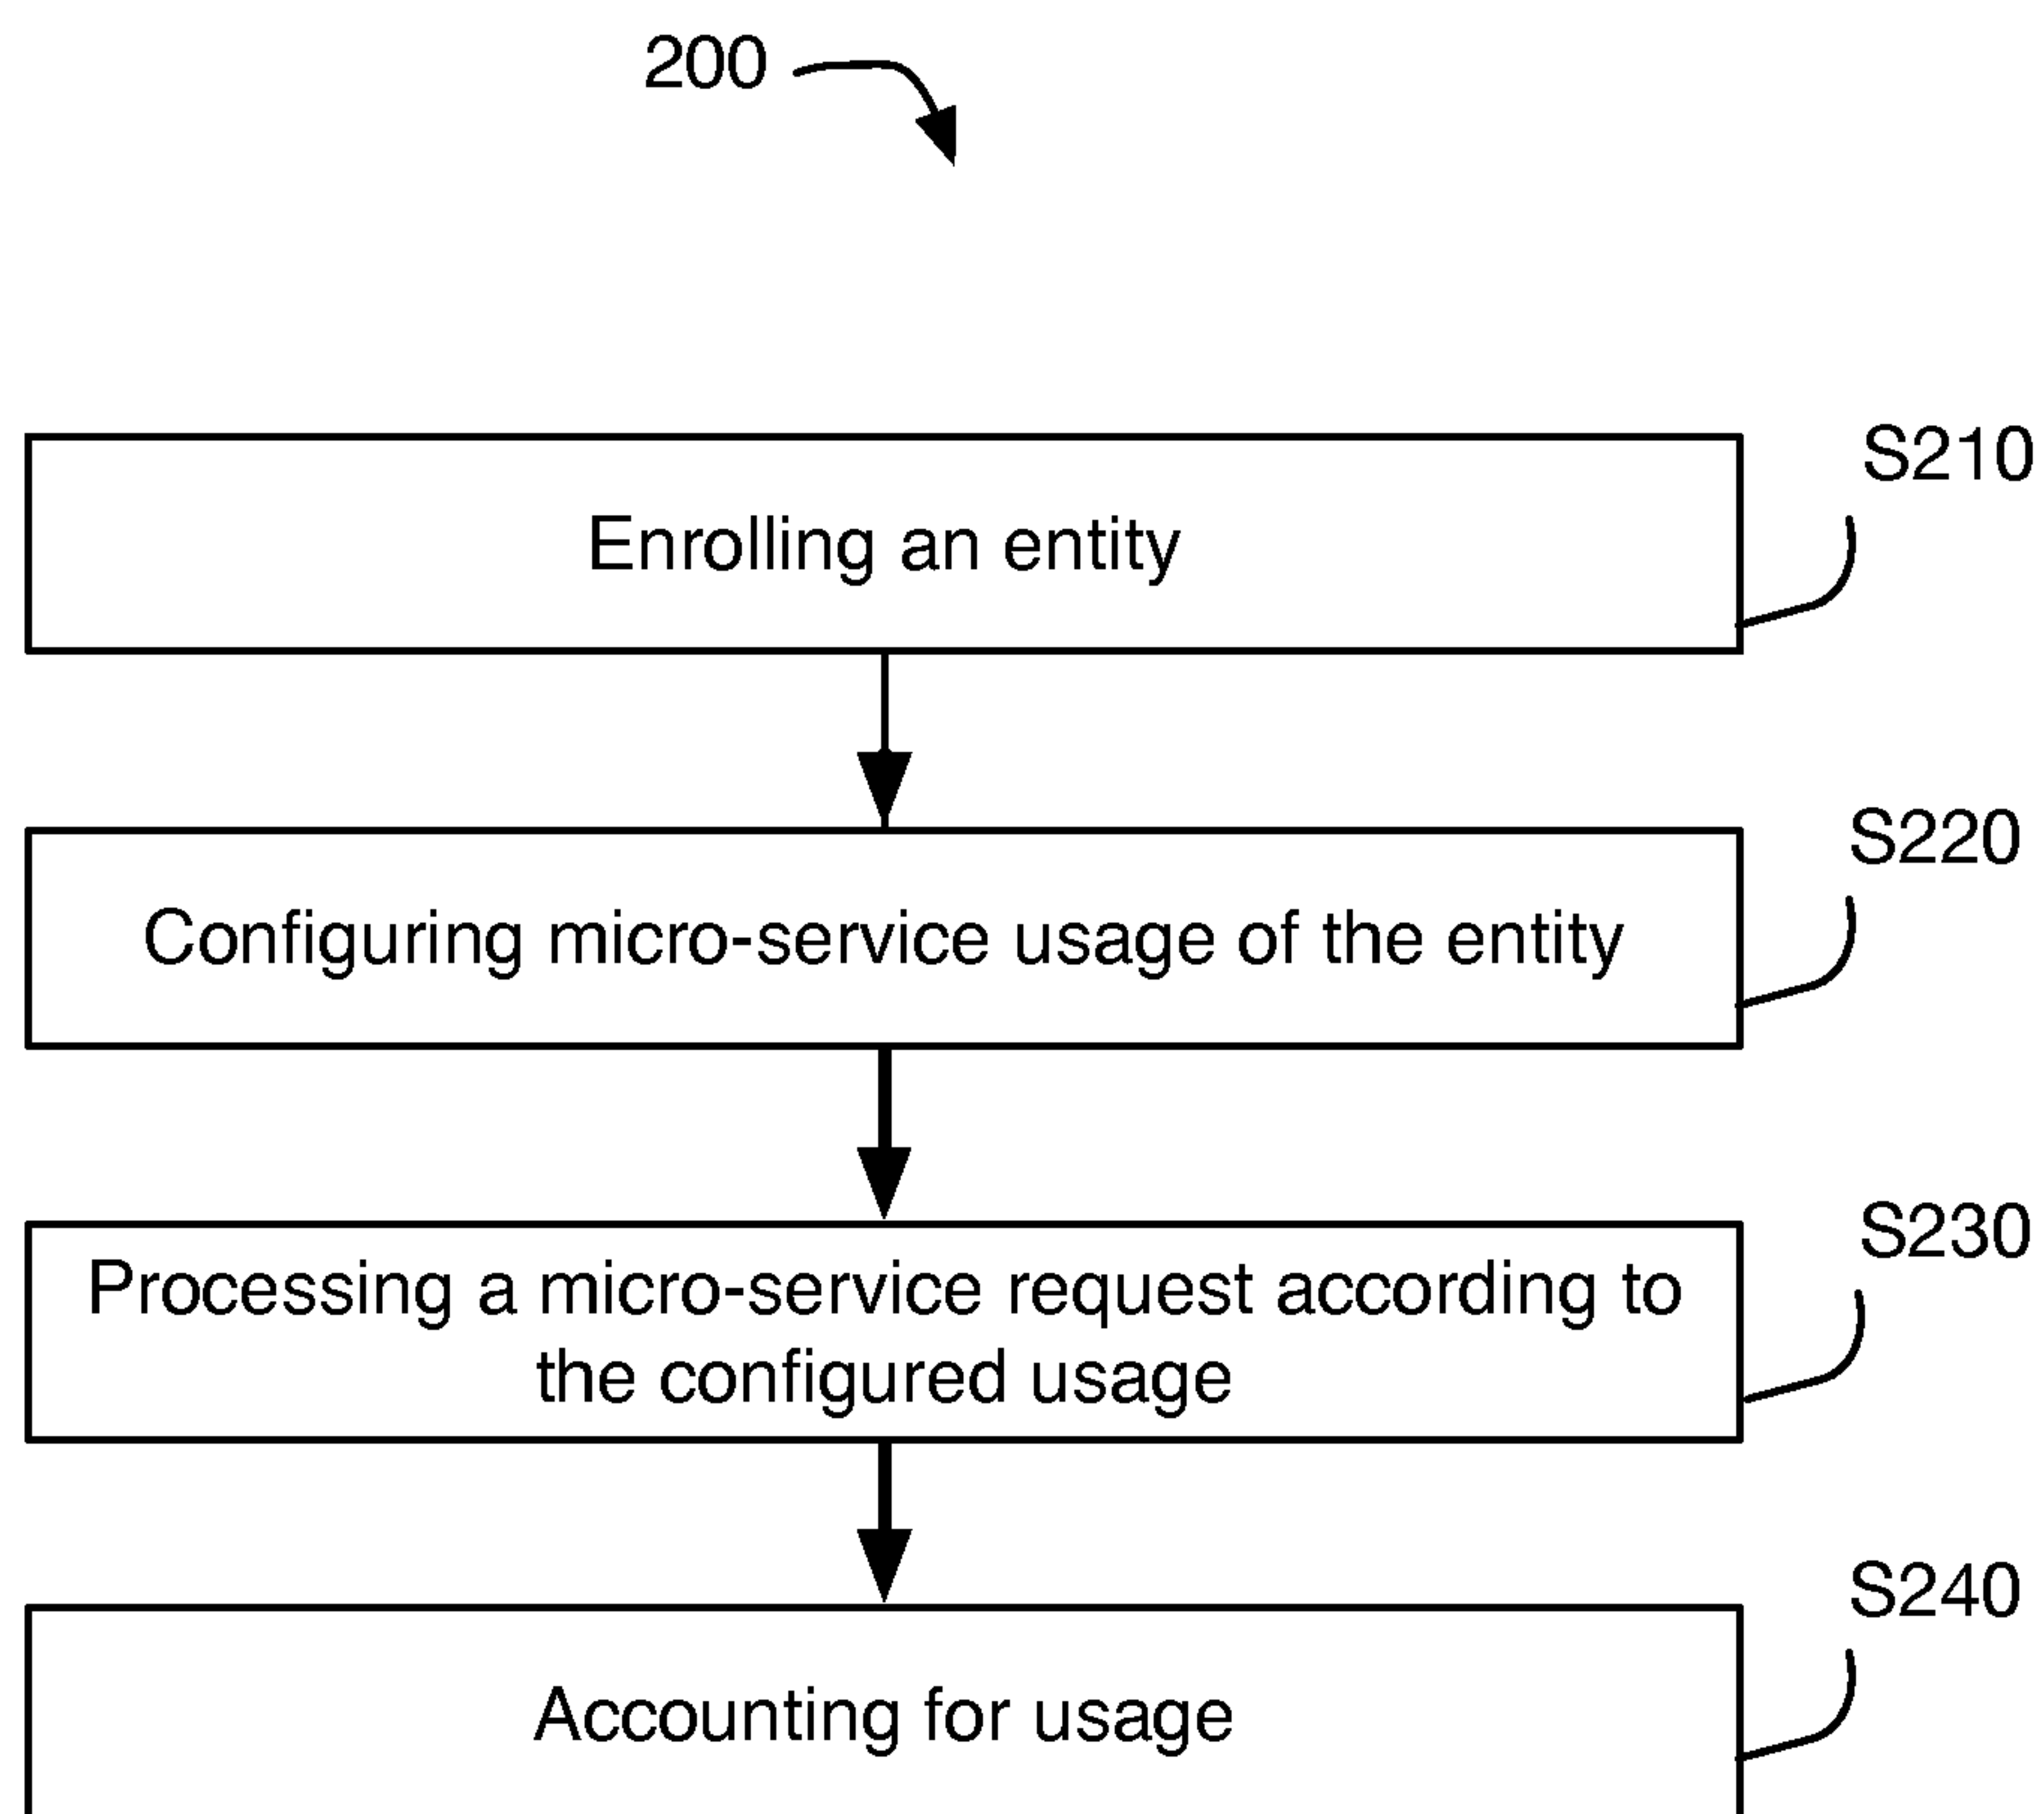 200
S210
Enrolling an entity
S220
Configuring micro-service usage of the entity
S230
Processing a micro-service request according to
the configured usage
S240
Accounting for usage